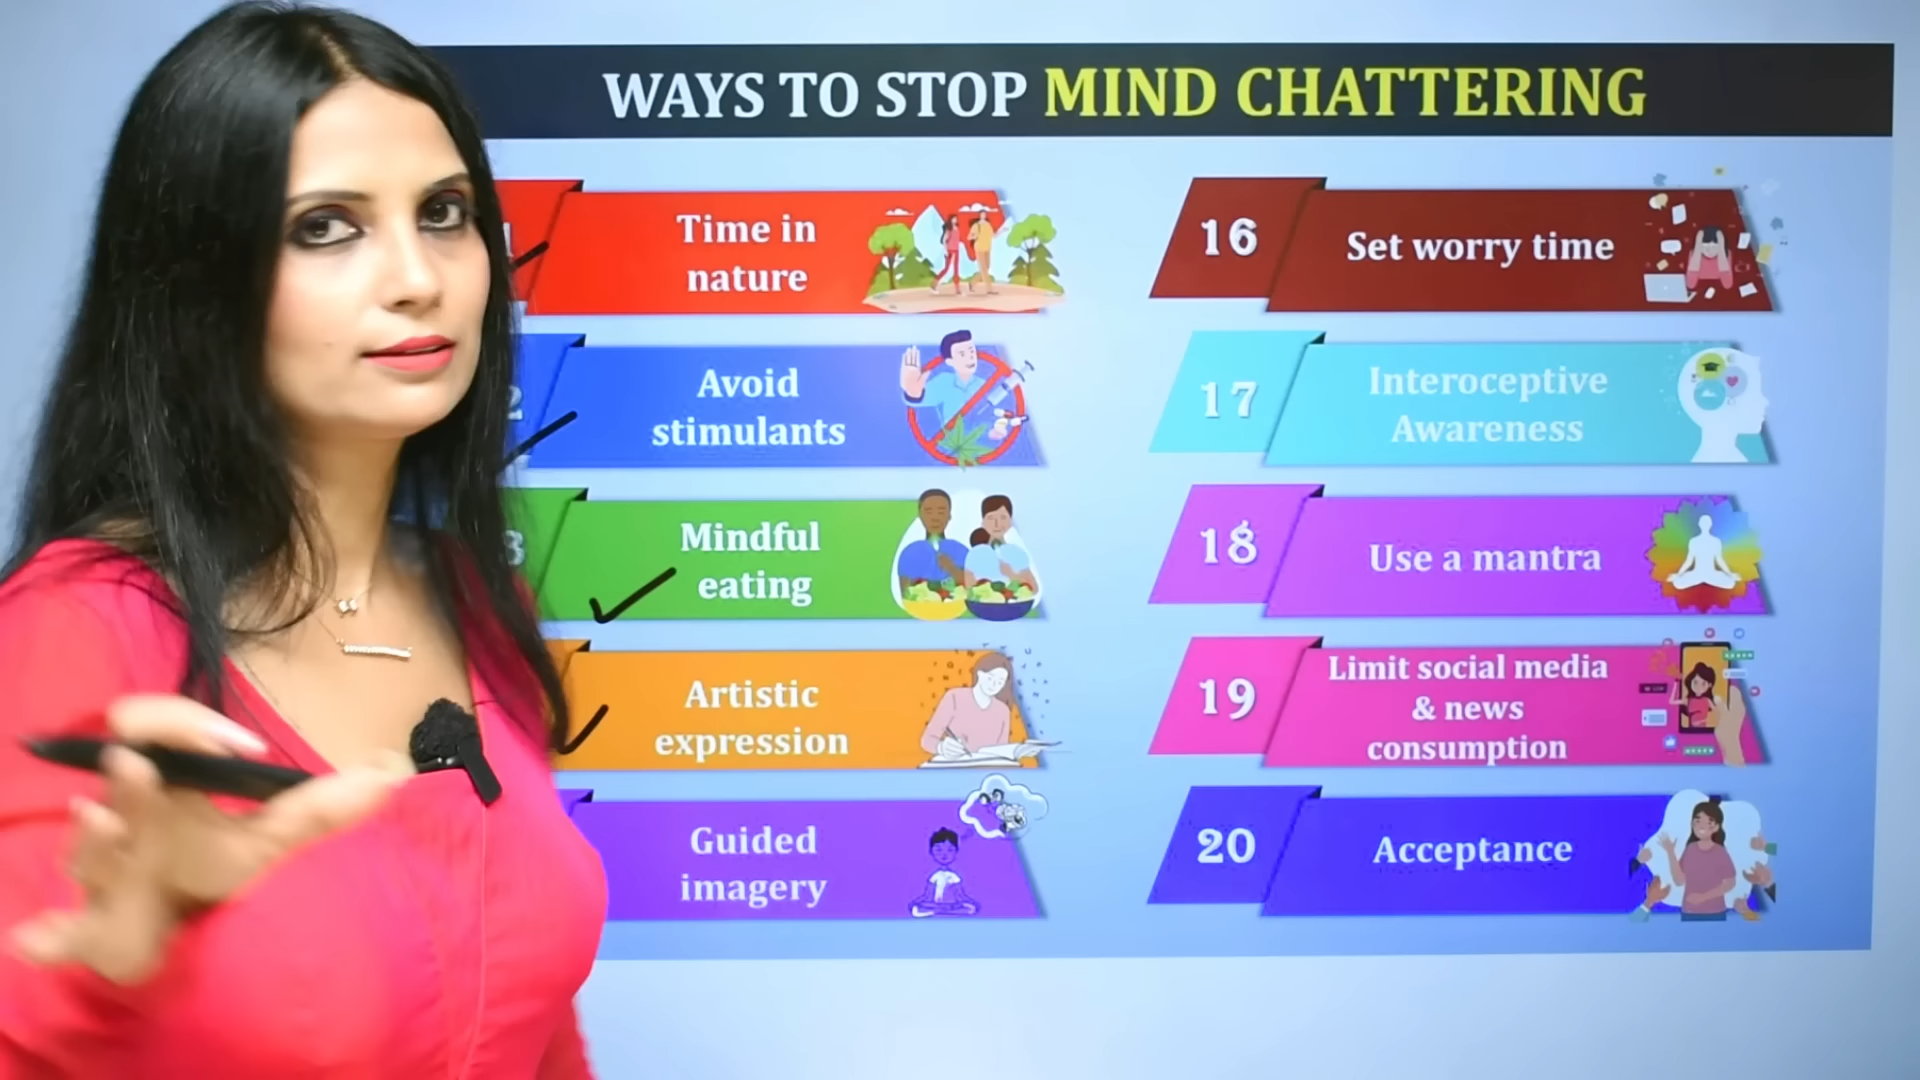 WAYS TO STOP MIND CHATTERING
Time in
nature
Avoid
stimulants
Mindful
eating
Artistic
expression
Guided
imagery
16
Set worry time
17
Interoceptive
Awareness
18
Use a mantra
19
Limit social media
& news
consumption
20
Acceptance